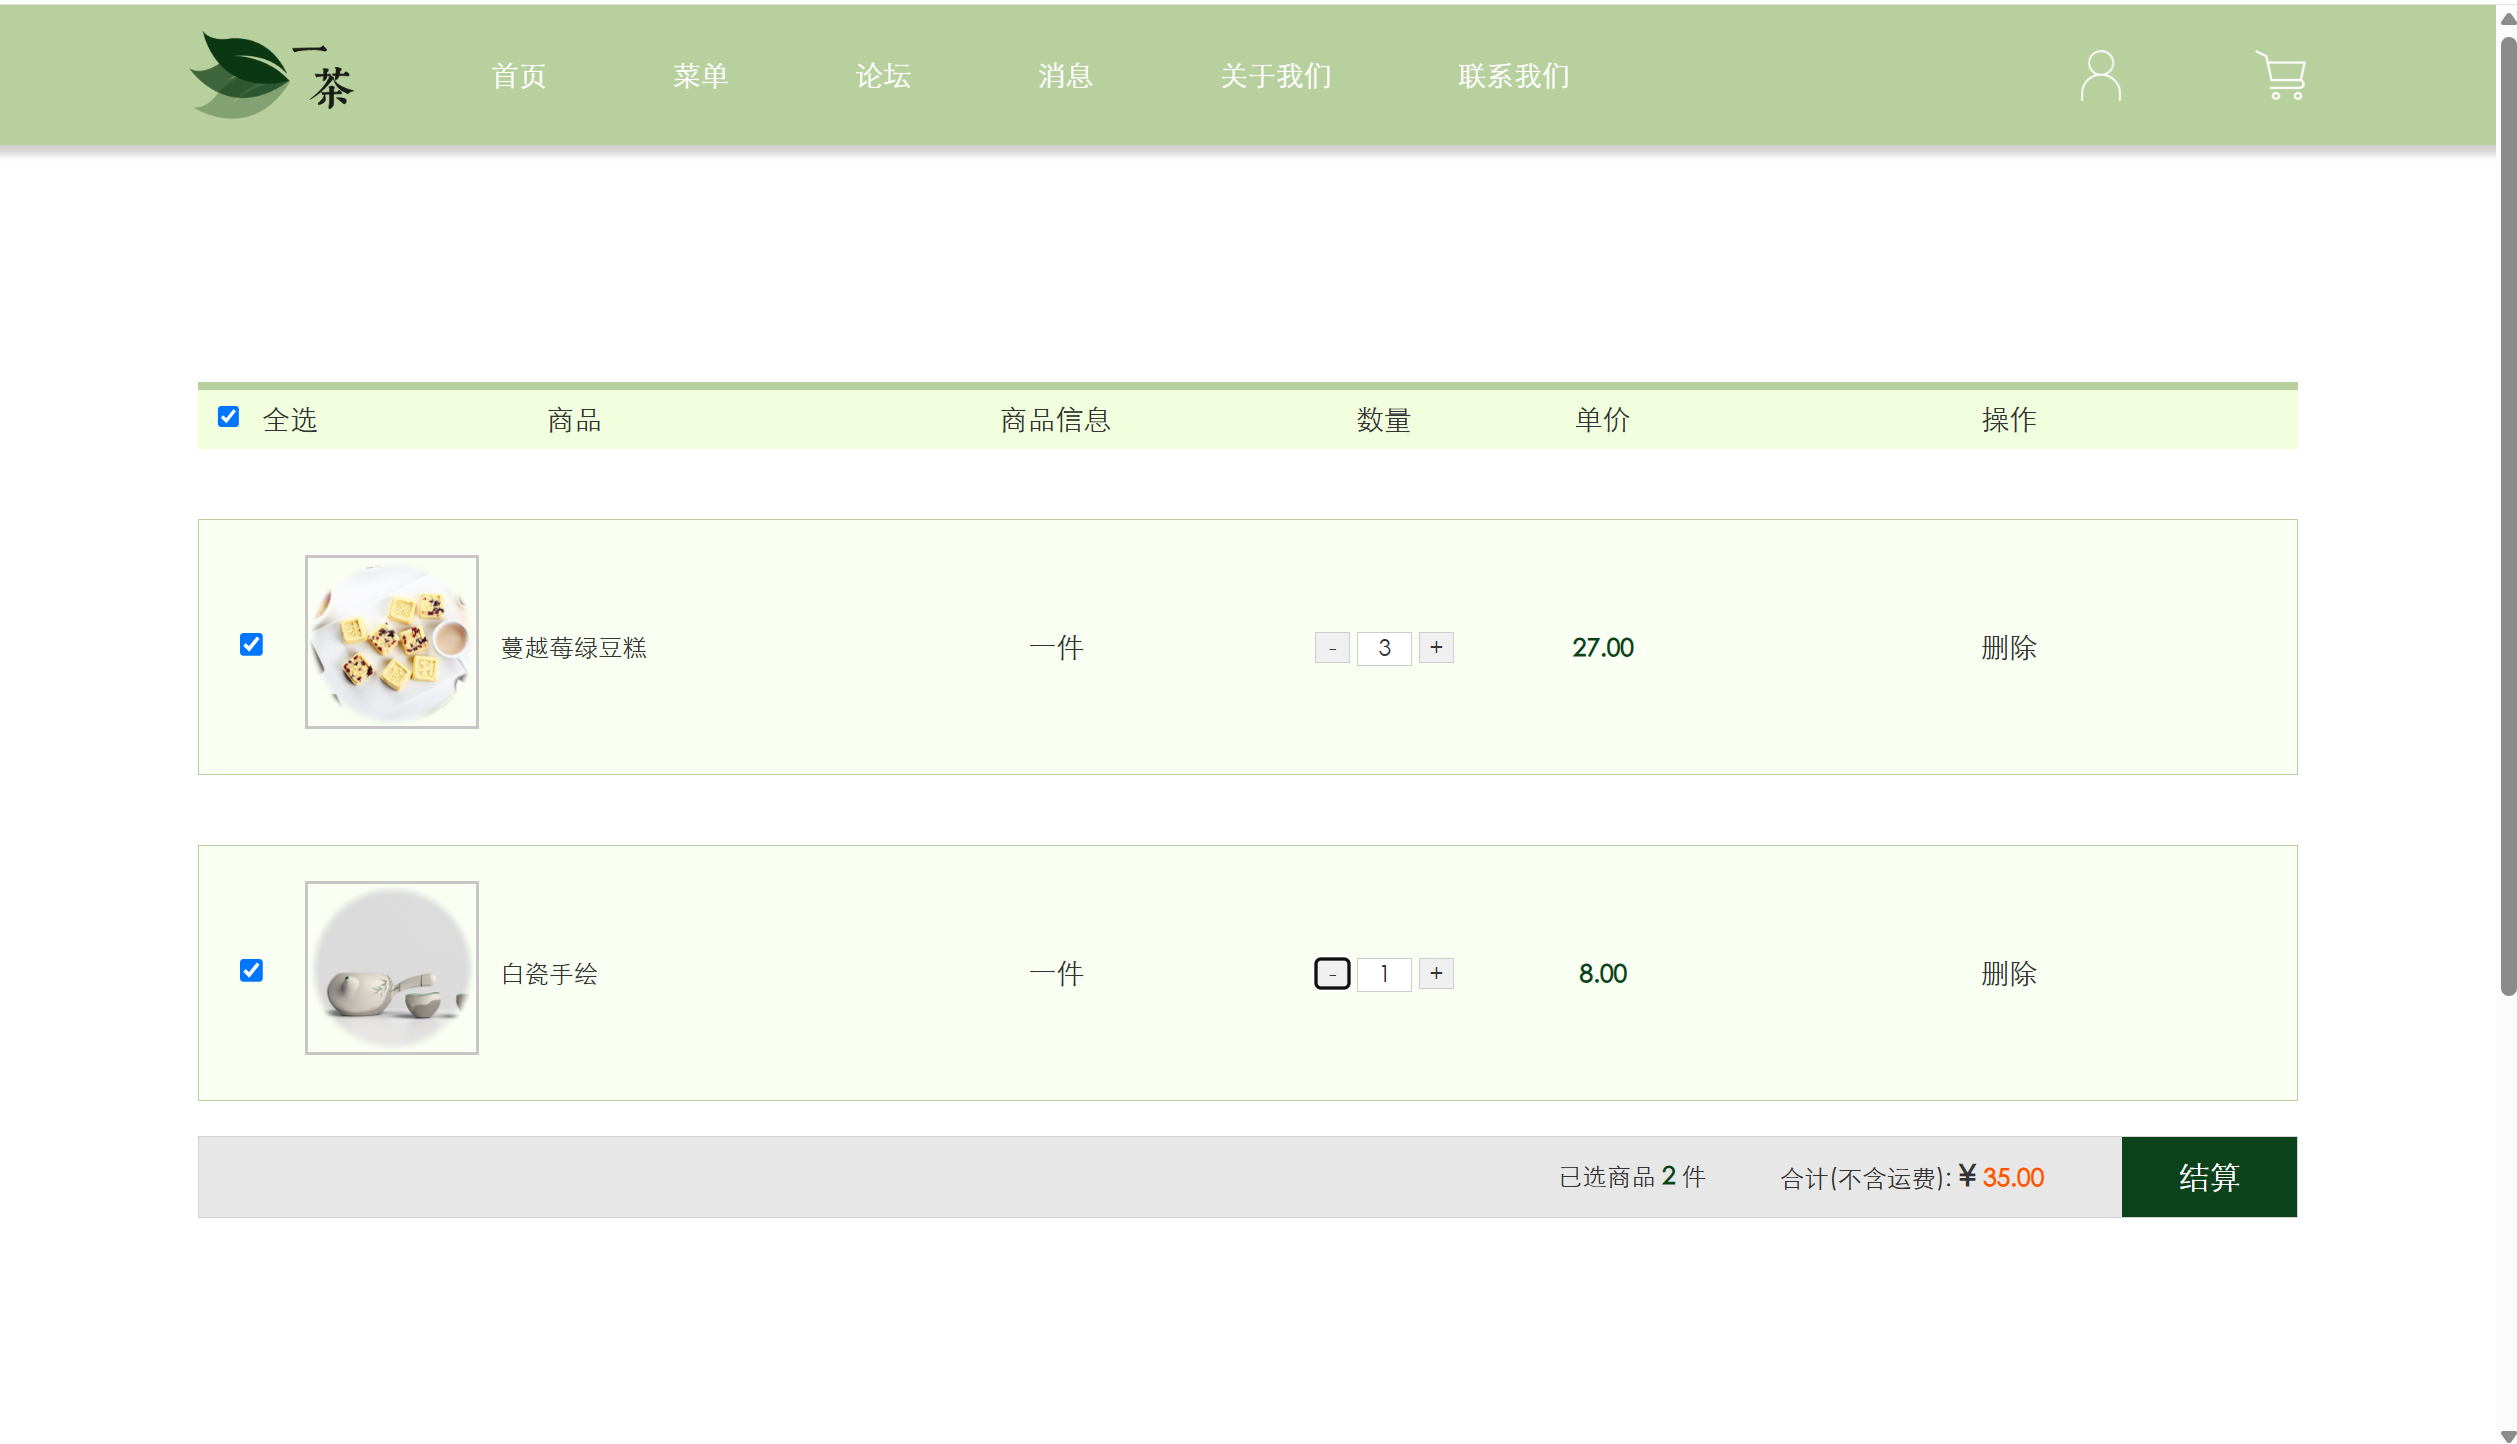 一茶
首页 菜单 论坛 消息 关于我们 联系我们
全选 商品 商品信息 数量 单价 操作
蔓越莓绿豆糕 一件 - 3 + 27.00 删除
白瓷手绘 一件 - 1 + 8.00 删除
已选商品 2 件 合计(不含运费): ¥ 35.00 结算